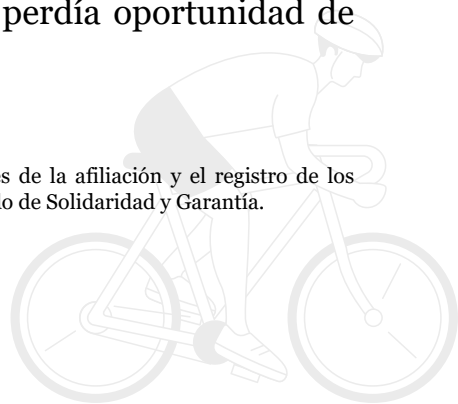 perdía oportunidad de
s de la afiliación y el registro de los
o de Solidaridad y Garantía.